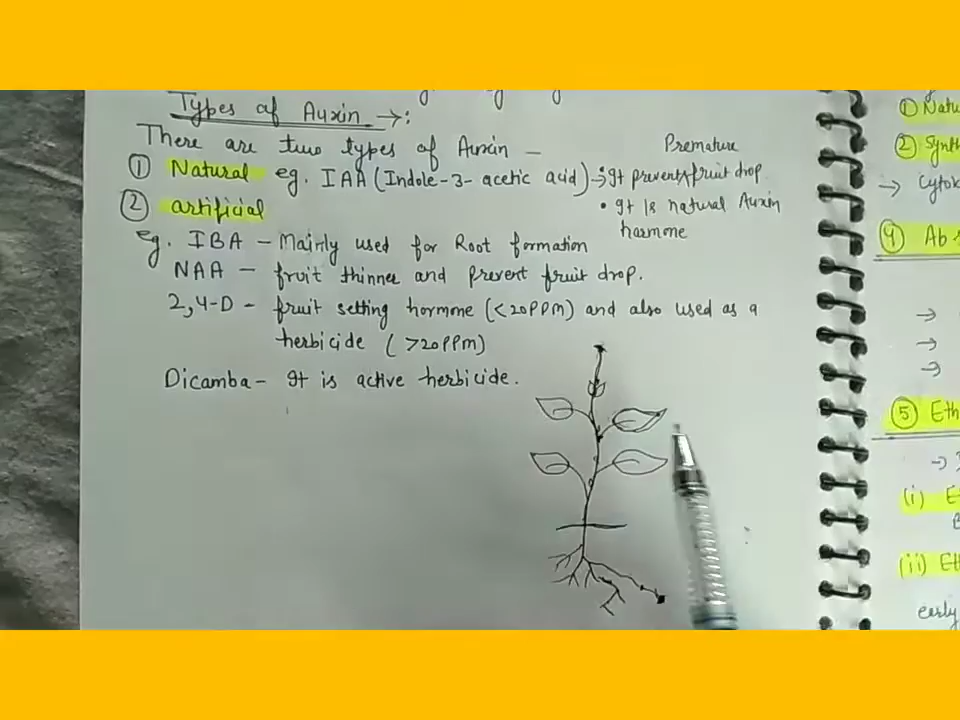 Types of Auxin →:
There are two types of Auxin —
① Natural eg. IAA (Indole-3-acetic acid) → It prevent fruit drop.
Premature
• It is natural Auxin hormone
② artificial
eg. IBA – Mainly used for Root formation
NAA – fruit thinner and prevent fruit drop.
2,4-D – fruit setting hormone (<20PPM) and also used as a
herbicide (>20PPM)
Dicamba – It is active herbicide.
① Natu
② Synth
→ Cytok
④ Ab s
→
→
→
⑤ Eth
→
(i) E
(ii) Et
early